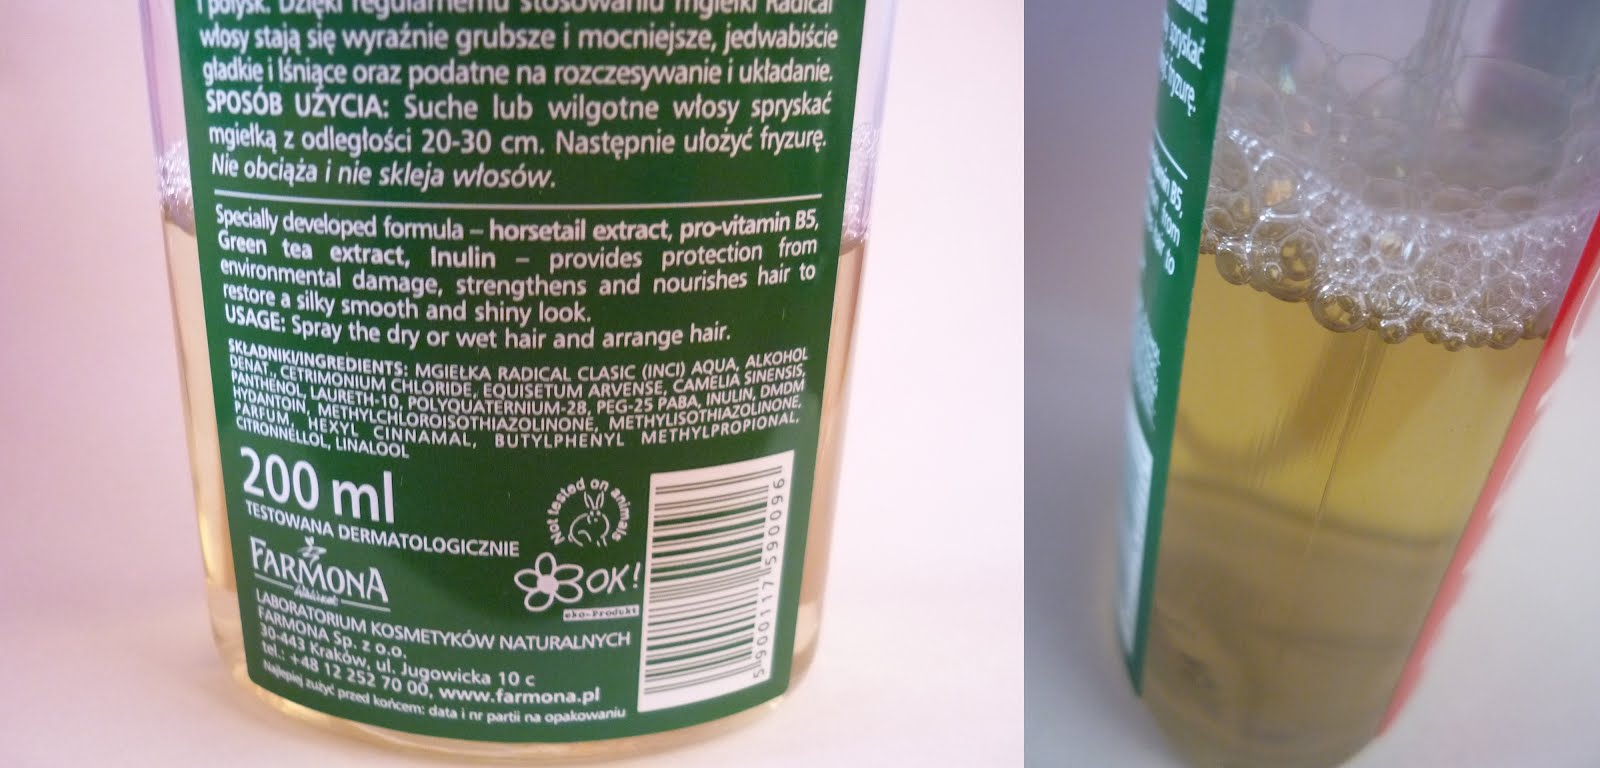 i połysk. Dzięki regularnemu stosowaniu mgiełki Radical
włosy stają się wyraźnie grubsze i mocniejsze, jedwabiście
gładkie i lśniące oraz podatne na rozczesywanie i układanie.
SPOSÓB UŻYCIA: Suche lub wilgotne włosy spryskać
mgiełką z odległości 20-30 cm. Następnie ułożyć fryzurę.
Nie obciąża i nie skleja włosów.
Specially developed formula – horsetail extract, pro-vitamin B5,
Green tea extract, Inulin – provides protection from
environmental damage, strengthens and nourishes hair to
restore a silky smooth and shiny look.
USAGE: Spray the dry or wet hair and arrange hair.
SKŁADNIKI/INGREDIENTS: MGIEŁKA RADICAL CLASIC (INCI) AQUA, ALKOHOL
DENAT., CETRIMONIUM CHLORIDE, EQUISETUM ARVENSE, CAMELIA SINENSIS,
PANTHENOL, LAURETH-10, POLYQUATERNIUM-28, PEG-25 PABA, INULIN, DMDM
HYDANTOIN, METHYLCHLOROISOTHIAZOLINONE, METHYLISOTHIAZOLINONE,
PARFUM, HEXYL CINNAMAL, BUTYLPHENYL METHYLPROPIONAL,
CITRONNELLOL, LINALOOL
200 ml
TESTOWANA DERMATOLOGICZNIE
Not tested on animals
FARMONA
Natural
OK!
eko-Produkt
LABORATORIUM KOSMETYKÓW NATURALNYCH
FARMONA Sp. z o.o.
30-443 Kraków, ul. Jugowicka 10 c
tel.: +48 12 252 70 00, www.farmona.pl
Najlepiej zużyć przed końcem: data i nr partii na opakowaniu
5 900117 590096
spryskać
fryzurę.
B5,
from
to